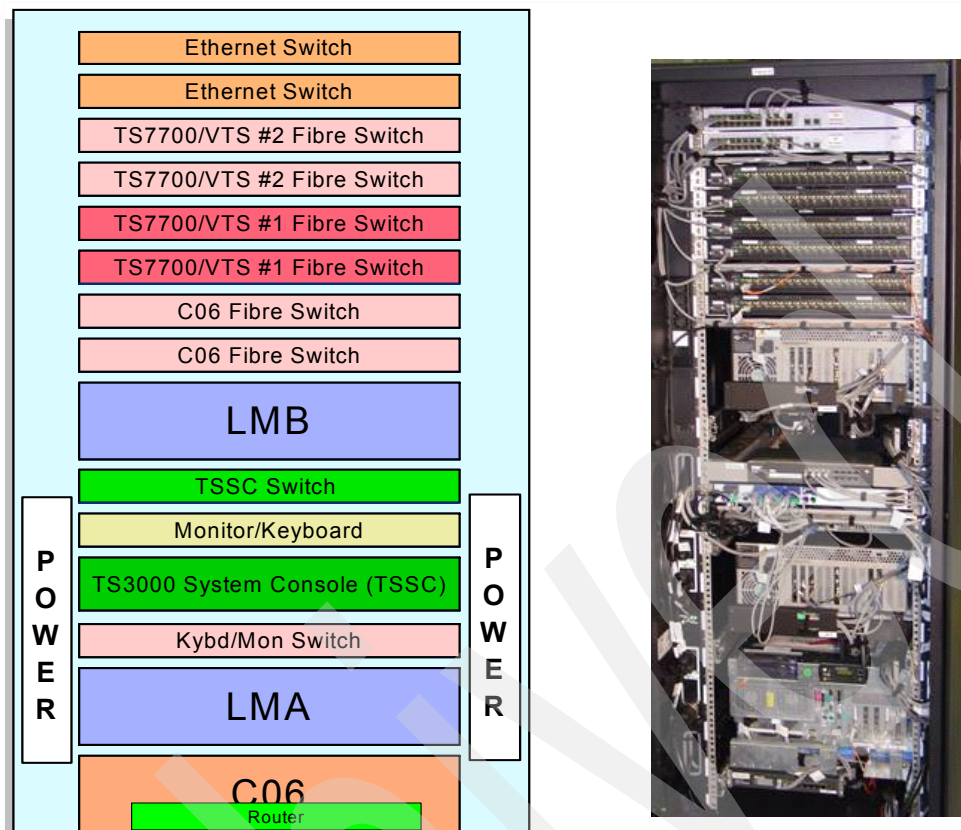 Ethernet Switch
Ethernet Switch
TS7700/VTS #2 Fibre Switch
TS7700/VTS #2 Fibre Switch
TS7700/VTS #1 Fibre Switch
TS7700/VTS #1 Fibre Switch
C06 Fibre Switch
C06 Fibre Switch
LMB
TSSC Switch
Monitor/Keyboard
TS3000 System Console (TSSC)
Kybd/Mon Switch
LMA
C06
Router
POWER
POWER